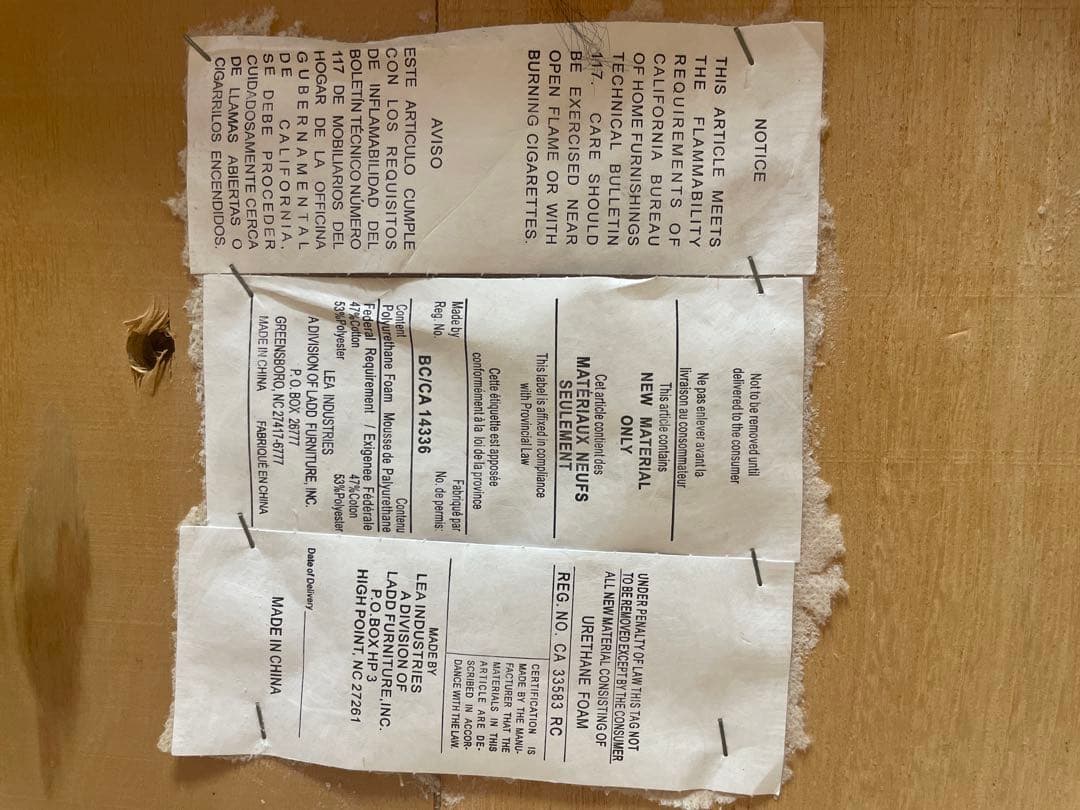 NOTICE
THIS ARTICLE MEETS
THE FLAMMABILITY
REQUIREMENTS OF
CALIFORNIA BUREAU
OF HOME FURNISHINGS
TECHNICAL BULLETIN
117. CARE SHOULD
BE EXERCISED NEAR
OPEN FLAME OR WITH
BURNING CIGARETTES.
AVISO
ESTE ARTICULO CUMPLE
CON LOS REQUISITOS
DE INFLAMABILIDAD DEL
BOLETÍN TÉCNICO NÚMERO
117 DE MOBILIARIOS DEL
HOGAR DE LA OFFICINA
GUBERNAMENTAL
DE CALIFORNIA,
SE DEBE PROCEDER
CUIDADOSAMENTE CERCA
DE LLAMAS ABIERTAS O
CIGARRILOS ENCENDIDOS.
Not to be removed until
delivered to the consumer
Ne pas enlever avant la
livraison au consommateur
This article contains
NEW MATERIAL
ONLY
Cet article contient des
MATÉRIAUX NEUFS
SEULEMENT
This label is affixed in compliance
with Provincial Law
Cette étiquette est apposée
conformément à la loi de la province
Made by Fabriqué par
Reg. No. No. de permis:
BC/CA 14336
Content Contenu
Polyurethane Foam Mousse de Palyurethane
Federal Requirement / Exigenee Fédérale
47%Cotton 47%Coton
53%Polyester 53%Polyester
LEA INDUSTRIES
A DIVISION OF LADD FURNITURE, INC.
P.O. BOX 26777
GREENSBORO, NC 27417-6777
MADE IN CHINA FABRIQUÉ EN CHINA
UNDER PENALTY OF LAW THIS TAG NOT
TO BE REMOVED EXCEPT BY THE CONSUMER
ALL NEW MATERIAL CONSISTING OF
URETHANE FOAM
REG. NO. CA 33583 RC
CERTIFICATION IS
MADE BY THE MANU-
FACTURER THAT THE
MATERIALS IN THIS
ARTICLE ARE DE-
SCRIBED IN ACCOR-
DANCE WITH THE LAW.
MADE BY
LEA INDUSTRIES
A DIVISION OF
LADD FURNITURE, INC.
P.O.BOX HP 3
HIGH POINT, NC 27261
Date of Delivery
MADE IN CHINA